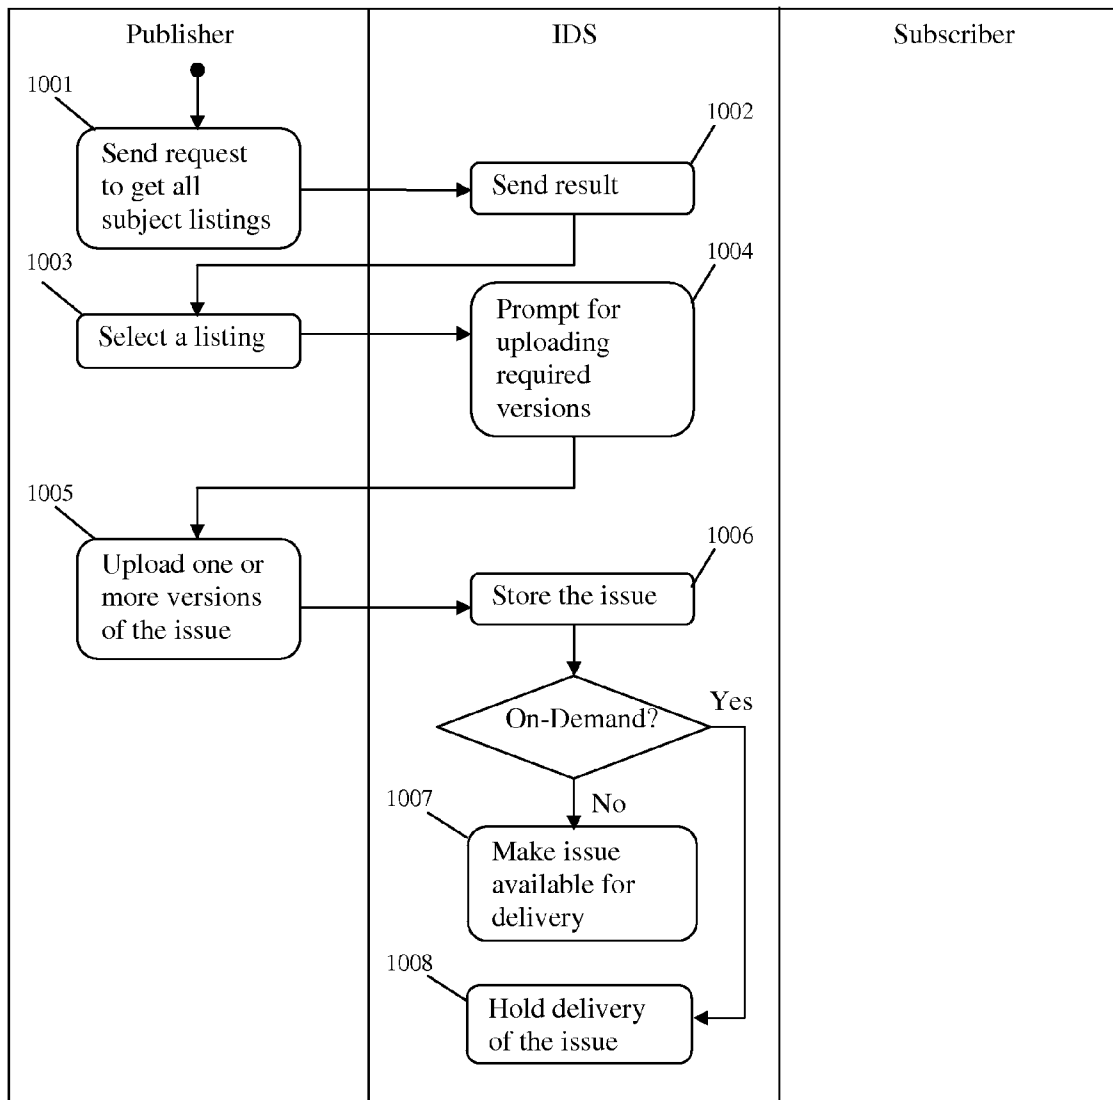 Publisher
IDS
Subscriber
1001
1002
Send request
to get all
subject listings
Send result
1003
1004
Select a listing
Prompt for
uploading
required
versions
1005
1006
Upload one or
more versions
of the issue
Store the issue
On-Demand?
Yes
No
1007
Make issue
available for
delivery
1008
Hold delivery
of the issue